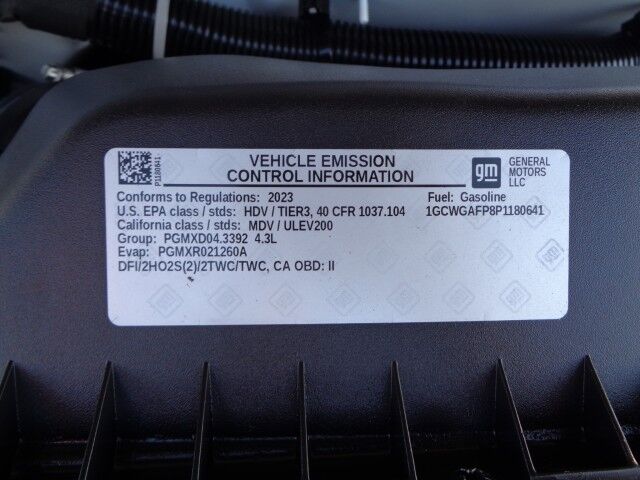 P1180641
VEHICLE EMISSION
CONTROL INFORMATION
gm
GENERAL
MOTORS
LLC
Conforms to Regulations: 2023
Fuel: Gasoline
U.S. EPA class / stds: HDV / TIER3, 40 CFR 1037.104
1GCWGAFP8P1180641
California class / stds: MDV / ULEV200
Group: PGMXD04.3392 4.3L
Evap: PGMXR021260A
DFI/2HO2S(2)/2TWC/TWC, CA OBD: II